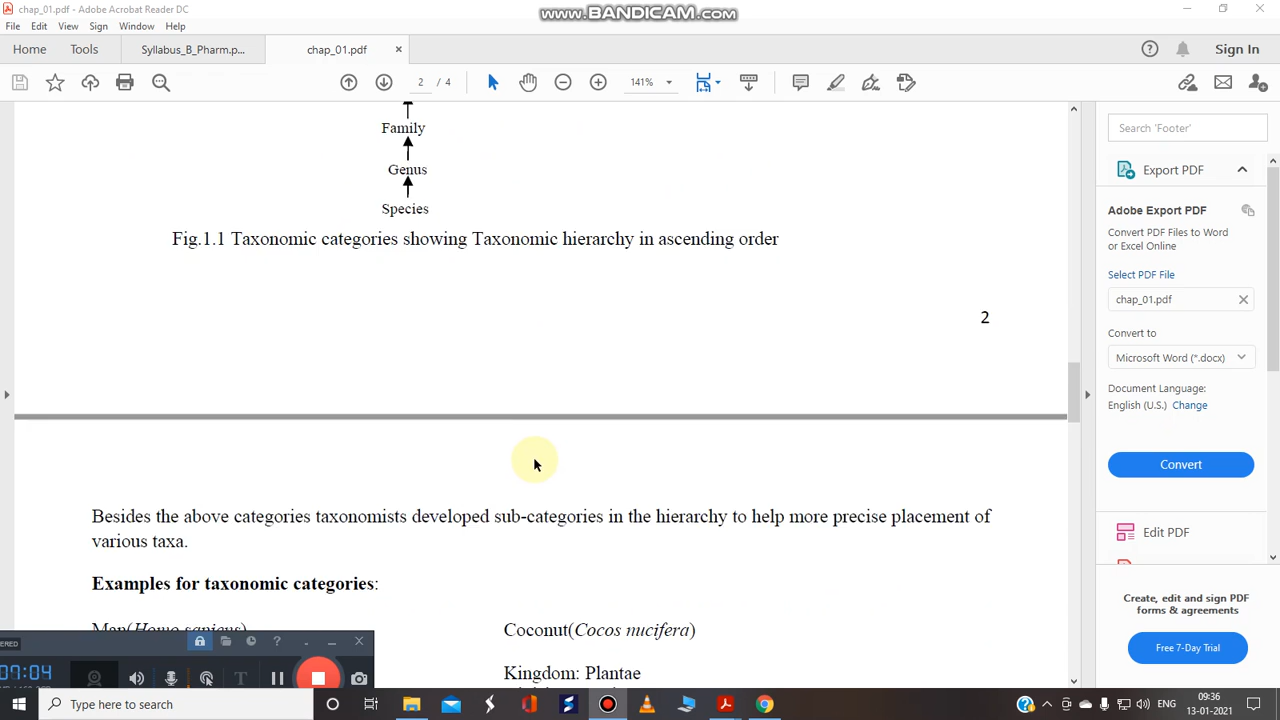 chap_01.pdf - Adobe Acrobat Reader DC
www.BANDICAM.com
File Edit View Sign Window Help
Home Tools Syllabus_B_Pharm.p... chap_01.pdf × Sign In
2 / 4 141%
Family
Genus
Species
Fig.1.1 Taxonomic categories showing Taxonomic hierarchy in ascending order
2
Besides the above categories taxonomists developed sub-categories in the hierarchy to help more precise placement of
various taxa.
Examples for taxonomic categories:
Man(Homo sapicus) Coconut(Cocos nucifera)
Kingdom: Plantae
Search 'Footer'
Export PDF
Adobe Export PDF
Convert PDF Files to Word
or Excel Online
Select PDF File
chap_01.pdf
Convert to
Microsoft Word (*.docx)
Document Language:
English (U.S.) Change
Convert
Edit PDF
Create, edit and sign PDF
forms & agreements
Free 7-Day Trial
07:04
Type here to search
ENG
09:36
13-01-2021